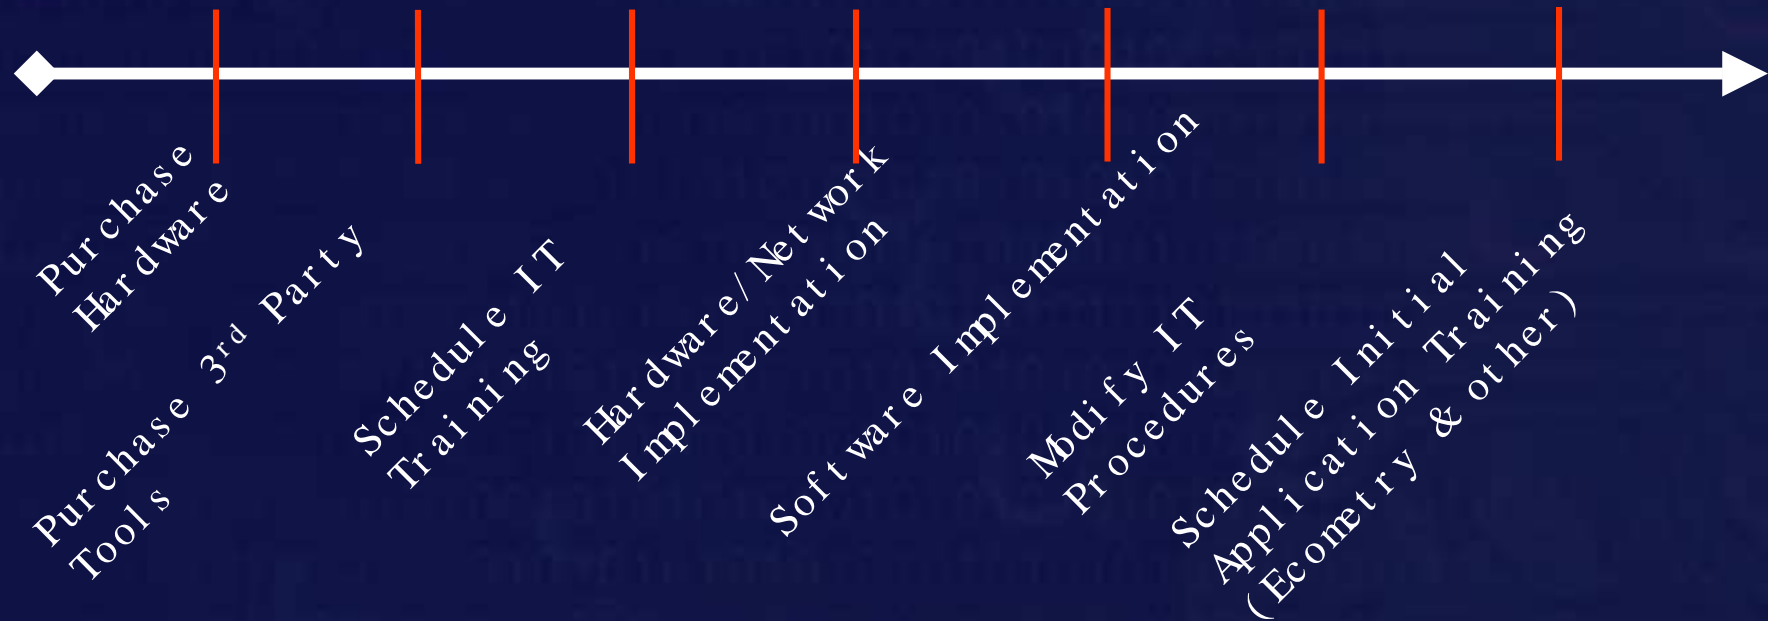 Purchase
Hardware
Purchase 3rd Party
Tools
Schedule IT
Training
Hardware/Network
Implementation
Software Implementation
Modify IT
Procedures
Schedule Initial
Application Training
(Ecometry & other)